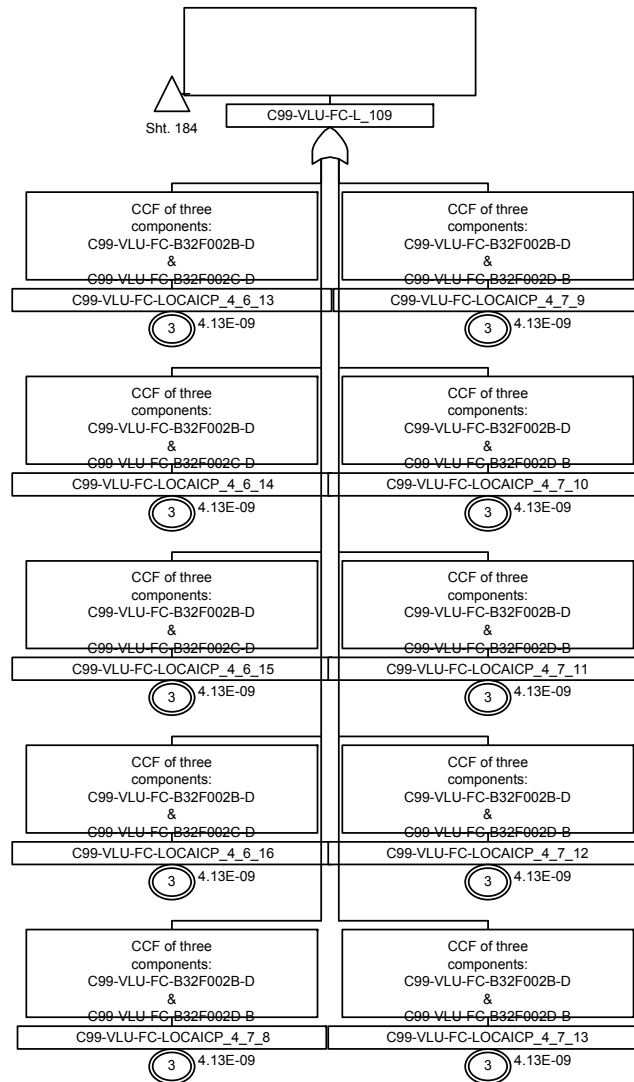 C99-VLU-FC-L_109
Sht. 184
CCF of three
components:
C99-VLU-FC-B32F002B-D
&
C99-VLU-FC-B32F002C-D
C99-VLU-FC-LOCAICP_4_6_13
3
4.13E-09
CCF of three
components:
C99-VLU-FC-B32F002B-D
&
C99-VLU-FC-B32F002D-B
C99-VLU-FC-LOCAICP_4_7_9
3
4.13E-09
CCF of three
components:
C99-VLU-FC-B32F002B-D
&
C99-VLU-FC-B32F002C-D
C99-VLU-FC-LOCAICP_4_6_14
3
4.13E-09
CCF of three
components:
C99-VLU-FC-B32F002B-D
&
C99-VLU-FC-B32F002D-B
C99-VLU-FC-LOCAICP_4_7_10
3
4.13E-09
CCF of three
components:
C99-VLU-FC-B32F002B-D
&
C99-VLU-FC-B32F002C-D
C99-VLU-FC-LOCAICP_4_6_15
3
4.13E-09
CCF of three
components:
C99-VLU-FC-B32F002B-D
&
C99-VLU-FC-B32F002D-B
C99-VLU-FC-LOCAICP_4_7_11
3
4.13E-09
CCF of three
components:
C99-VLU-FC-B32F002B-D
&
C99-VLU-FC-B32F002C-D
C99-VLU-FC-LOCAICP_4_6_16
3
4.13E-09
CCF of three
components:
C99-VLU-FC-B32F002B-D
&
C99-VLU-FC-B32F002D-B
C99-VLU-FC-LOCAICP_4_7_12
3
4.13E-09
CCF of three
components:
C99-VLU-FC-B32F002B-D
&
C99-VLU-FC-B32F002D-B
C99-VLU-FC-LOCAICP_4_7_8
3
4.13E-09
CCF of three
components:
C99-VLU-FC-B32F002B-D
&
C99-VLU-FC-B32F002D-B
C99-VLU-FC-LOCAICP_4_7_13
3
4.13E-09